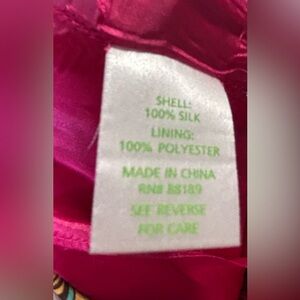 SHELL:
100% SILK
LINING:
100% POLYESTER
MADE IN CHINA
RN# 88189
SEE REVERSE
FOR CARE